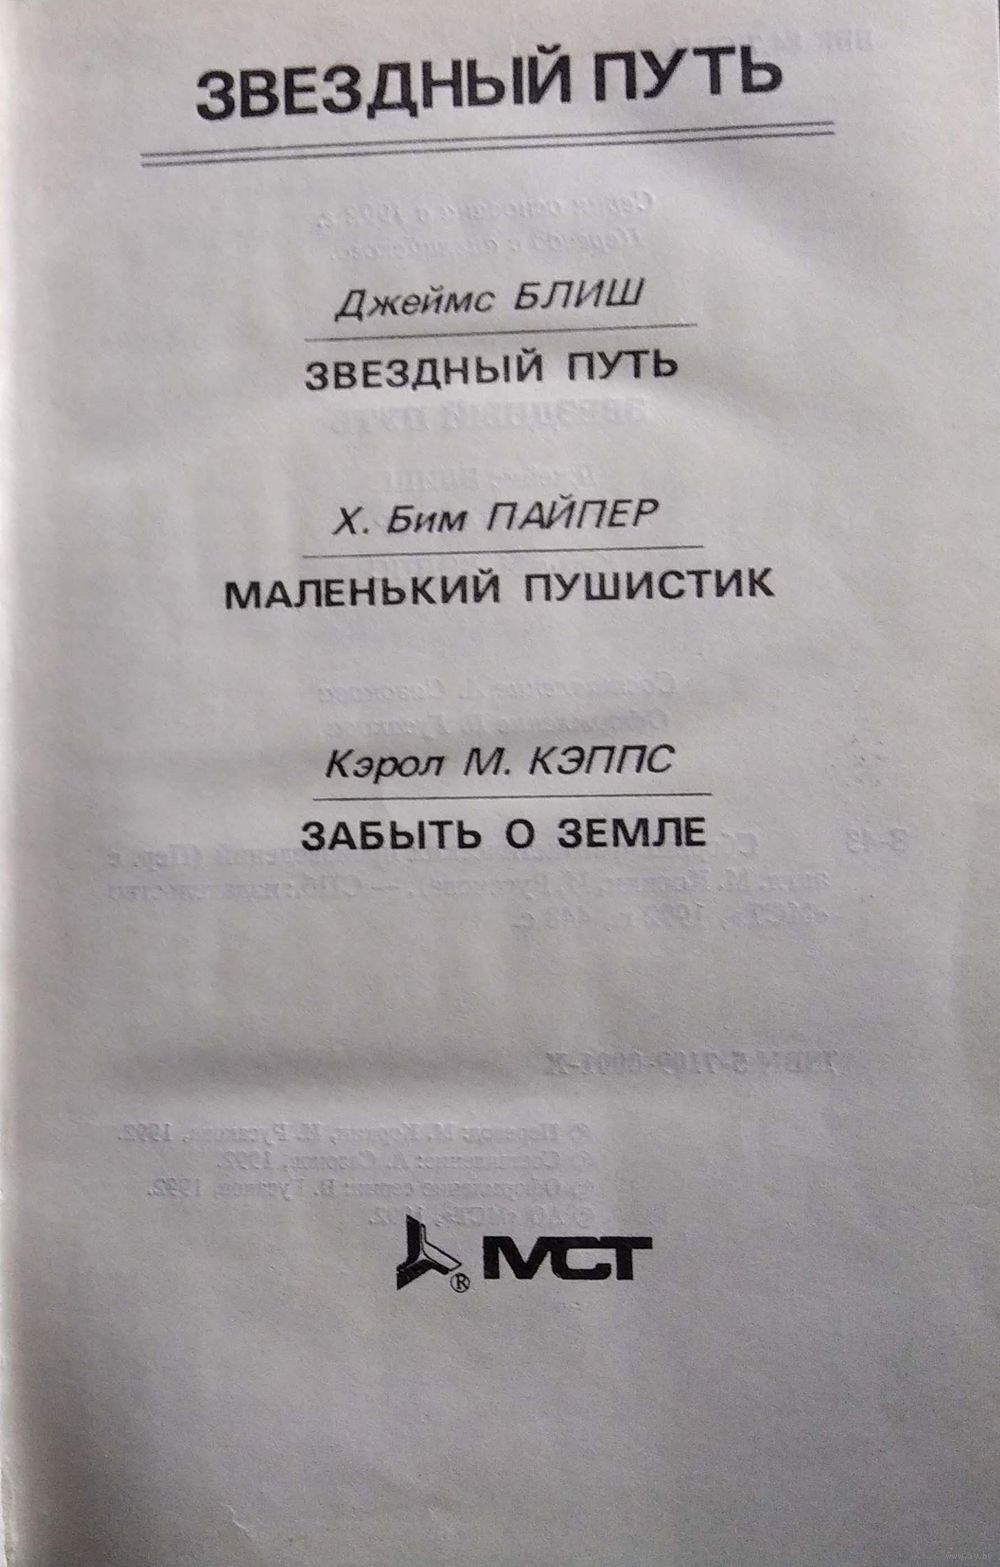 ЗВЕЗДНЫЙ ПУТЬ
Джеймс БЛИШ
ЗВЕЗДНЫЙ ПУТЬ
Х. Бим ПАЙПЕР
МАЛЕНЬКИЙ ПУШИСТИК
Кэрол М. КЭППС
ЗАБЫТЬ О ЗЕМЛЕ
® МСТ